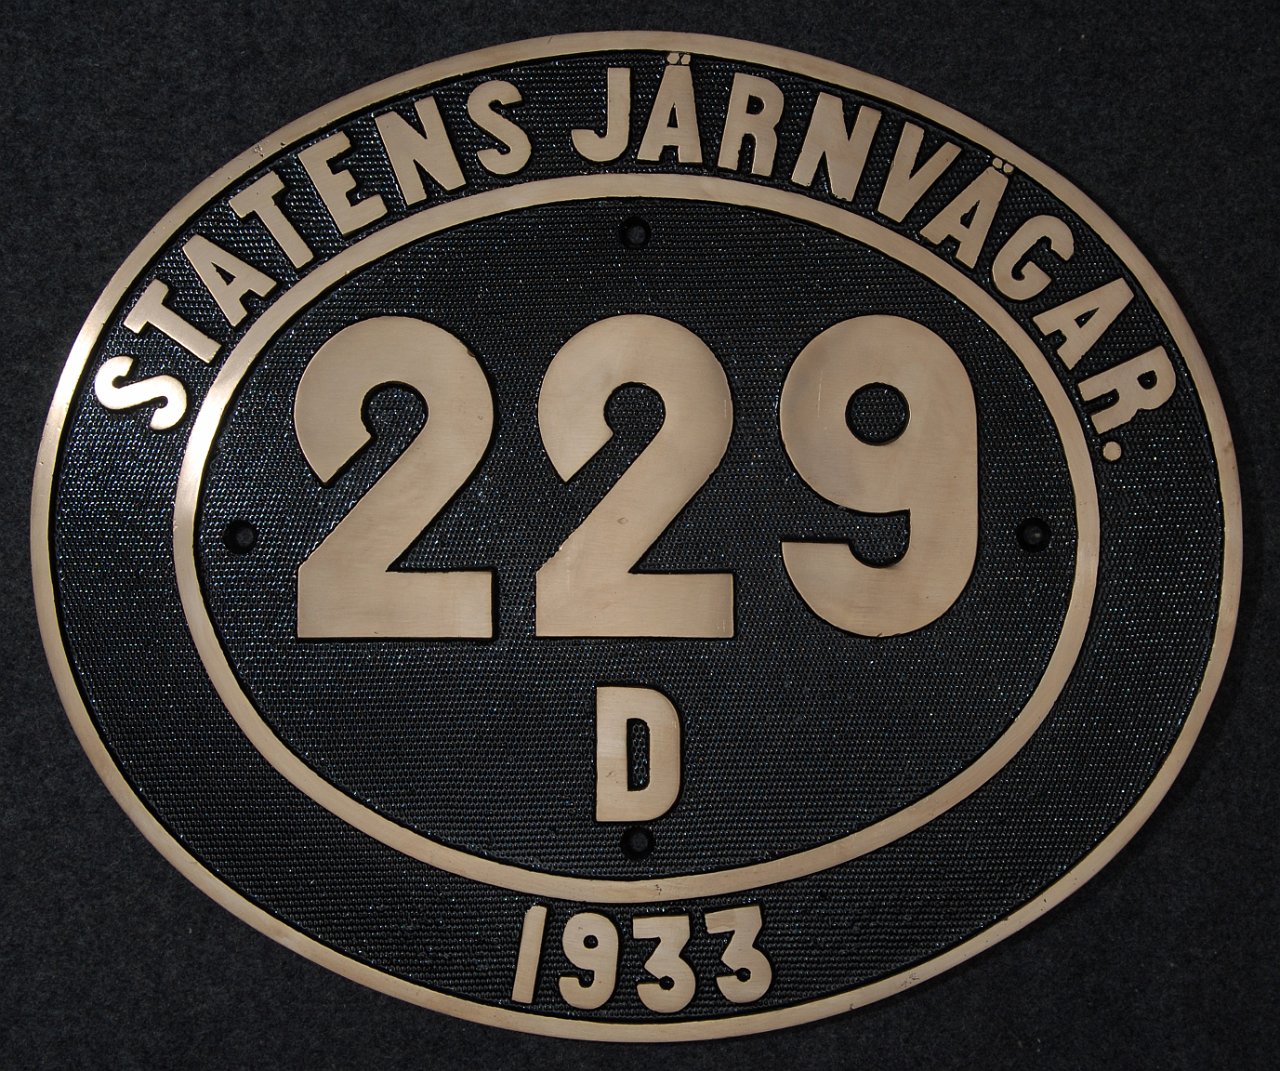 STATENS JÄRNVÄGAR.
229
D
1933